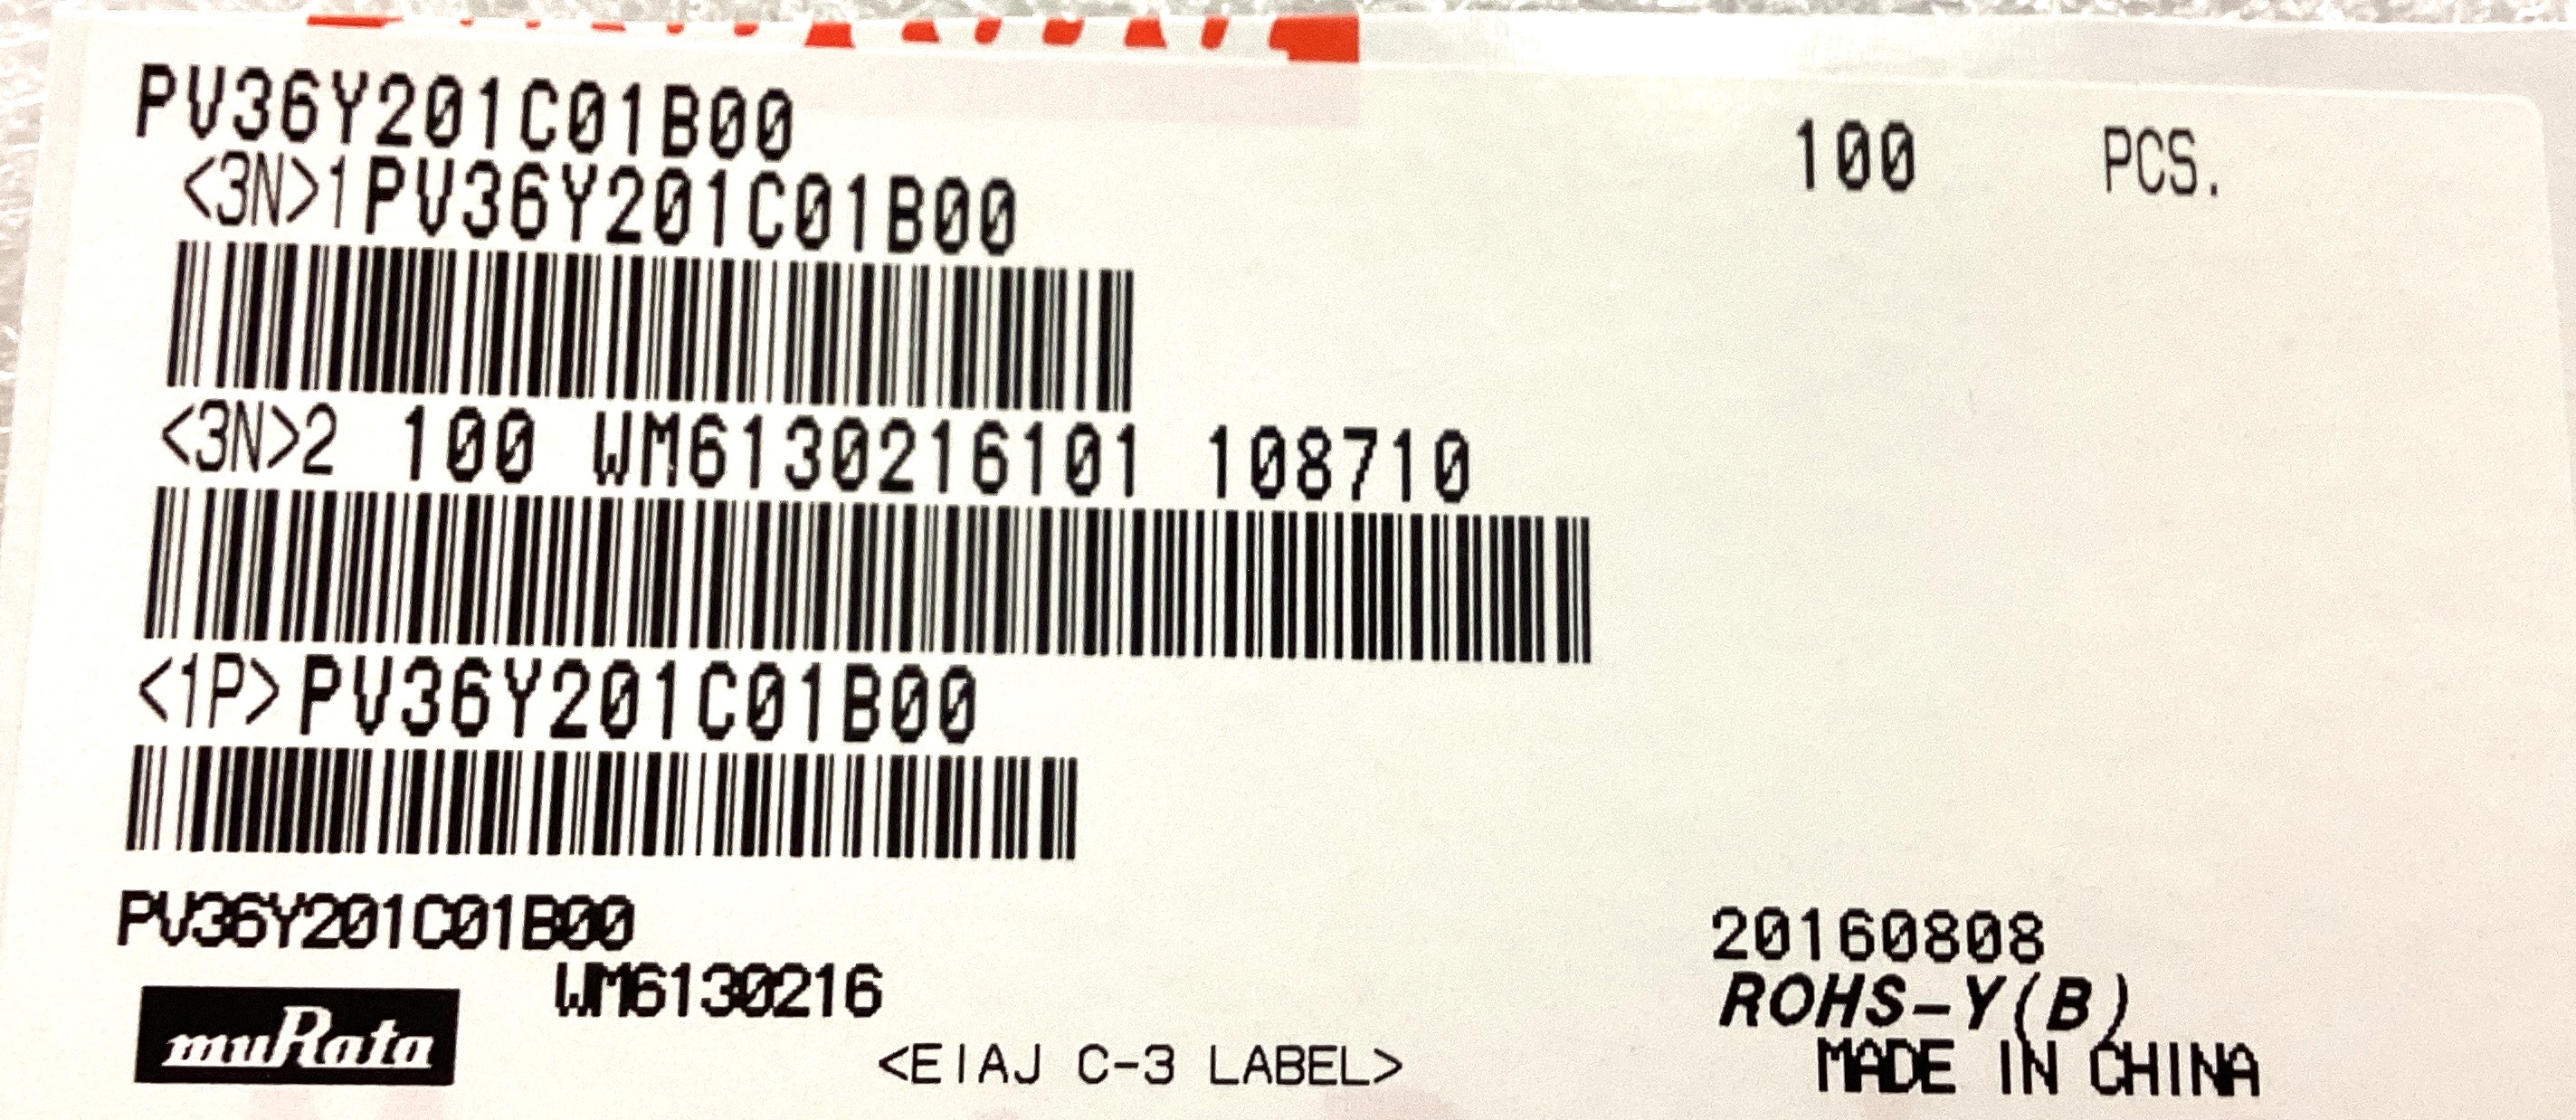 PV36Y201C01B00
100 PCS.
<3N>1PV36Y201C01B00
<3N>2 100 WM6130216101 108710
<1P>PV36Y201C01B00
PV36Y201C01B00
20160808
WM6130216
ROHS-Y(B)
muRata
<EIAJ C-3 LABEL>
MADE IN CHINA